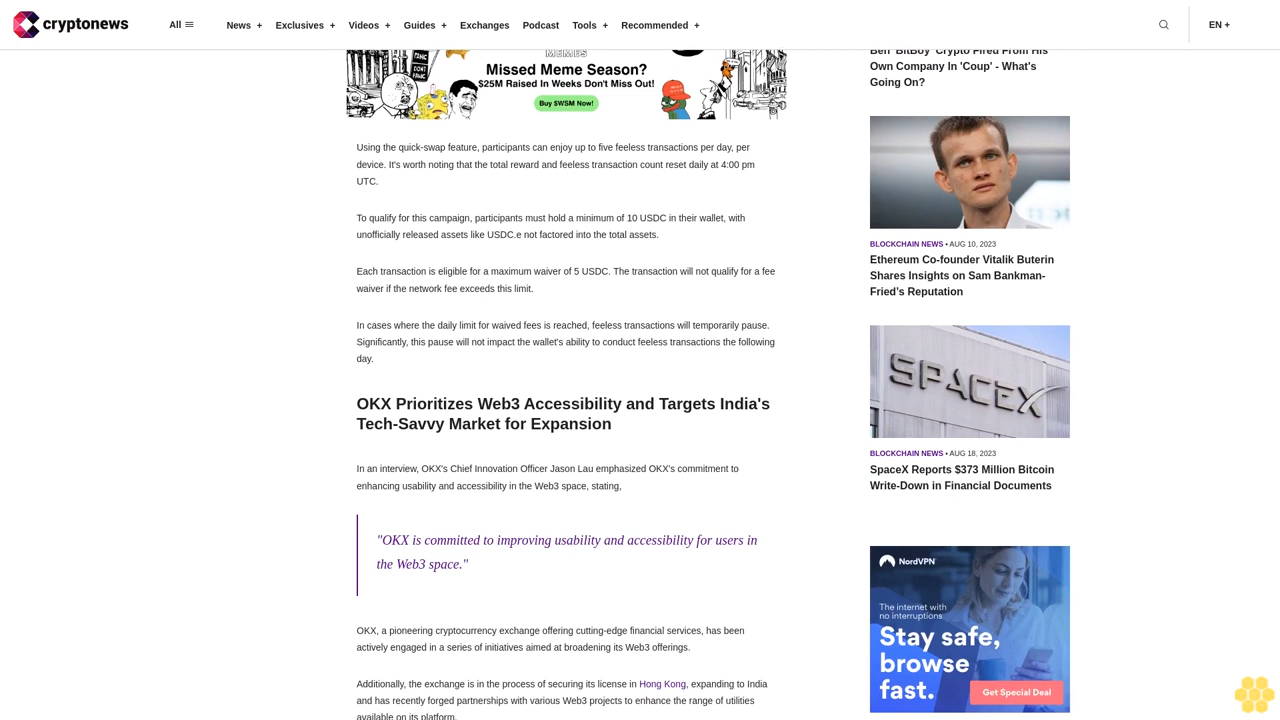 cryptonews
All
News +
Exclusives +
Videos +
Guides +
Exchanges
Podcast
Tools +
Recommended +
EN +
MEMES
PANIC
DON'T PANIC
Missed Meme Season?
$25M Raised In Weeks Don't Miss Out!
Buy $WSM Now!
Using the quick-swap feature, participants can enjoy up to five feeless transactions per day, per
device. It's worth noting that the total reward and feeless transaction count reset daily at 4:00 pm
UTC.
To qualify for this campaign, participants must hold a minimum of 10 USDC in their wallet, with
unofficially released assets like USDC.e not factored into the total assets.
Each transaction is eligible for a maximum waiver of 5 USDC. The transaction will not qualify for a fee
waiver if the network fee exceeds this limit.
In cases where the daily limit for waived fees is reached, feeless transactions will temporarily pause.
Significantly, this pause will not impact the wallet's ability to conduct feeless transactions the following
day.
OKX Prioritizes Web3 Accessibility and Targets India's
Tech-Savvy Market for Expansion
In an interview, OKX's Chief Innovation Officer Jason Lau emphasized OKX's commitment to
enhancing usability and accessibility in the Web3 space, stating,
"OKX is committed to improving usability and accessibility for users in
the Web3 space."
OKX, a pioneering cryptocurrency exchange offering cutting-edge financial services, has been
actively engaged in a series of initiatives aimed at broadening its Web3 offerings.
Additionally, the exchange is in the process of securing its license in Hong Kong, expanding to India
and has recently forged partnerships with various Web3 projects to enhance the range of utilities
available on its platform.
Ben 'BitBoy' Crypto Fired From His
Own Company In 'Coup' - What's
Going On?
BLOCKCHAIN NEWS • AUG 10, 2023
Ethereum Co-founder Vitalik Buterin
Shares Insights on Sam Bankman-
Fried's Reputation
SPACEX
BLOCKCHAIN NEWS • AUG 18, 2023
SpaceX Reports $373 Million Bitcoin
Write-Down in Financial Documents
NordVPN
The internet with
no interruptions
Stay safe,
browse
fast.
Get Special Deal